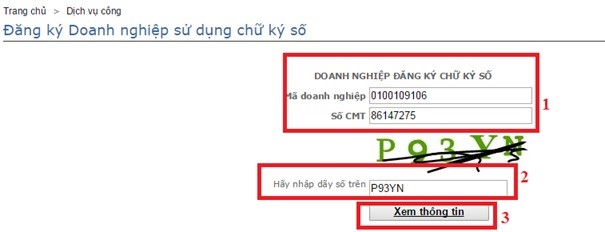 Trang chủ > Dịch vụ công
Đăng ký Doanh nghiệp sử dụng chữ ký số
DOANH NGHIỆP ĐĂNG KÝ CHỮ KÝ SỐ
Mã doanh nghiệp 0100109106
1
Số CMT 86147275
P93YN
2
Hãy nhập dãy số trên P93YN
Xem thông tin 3